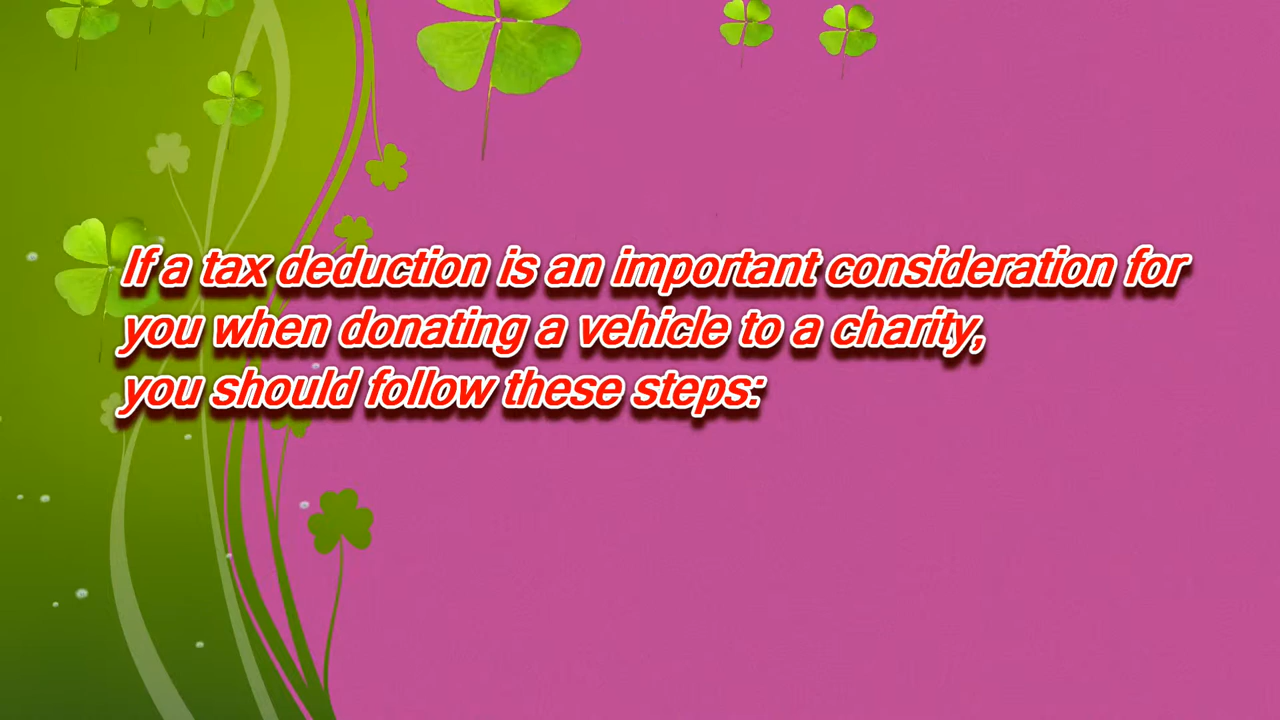 If a tax deduction is an important consideration for
you when donating a vehicle to a charity,
you should follow these steps: